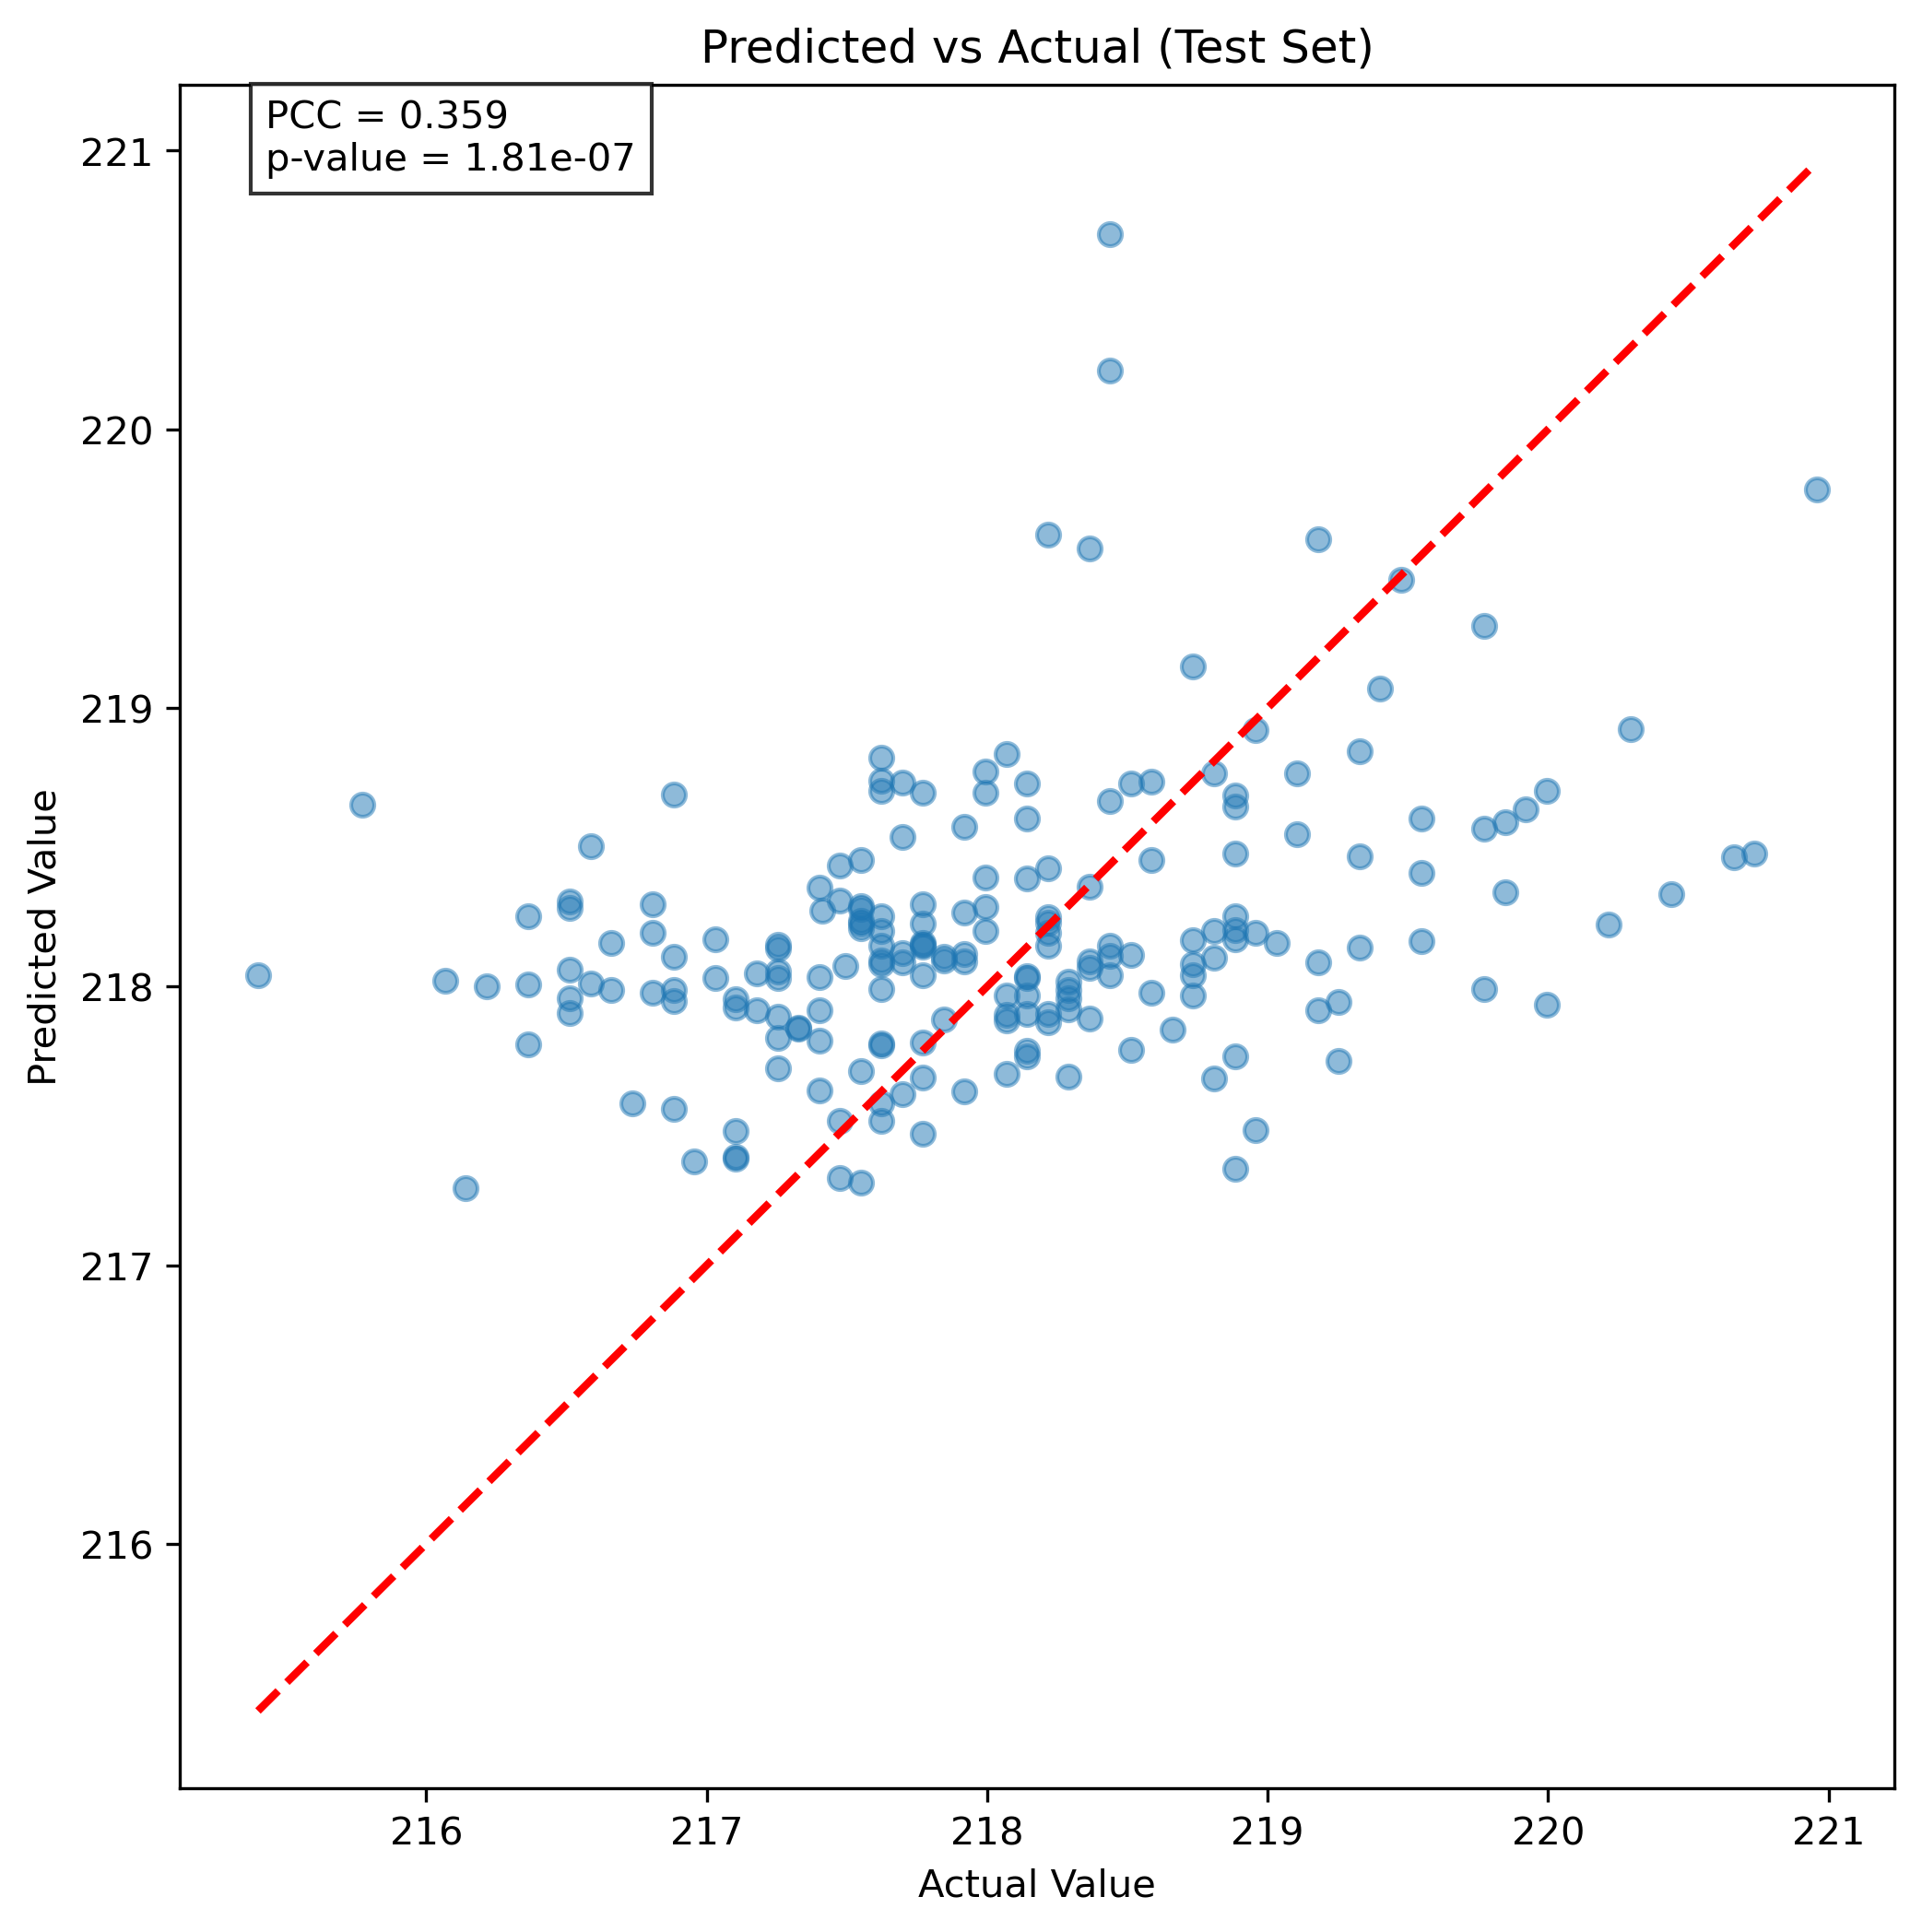 Predicted vs Actual (Test Set)
PCC = 0.359
p-value = 1.81e-07
221
220
219
218
217
216
Predicted Value
216 217 218 219 220 221
Actual Value